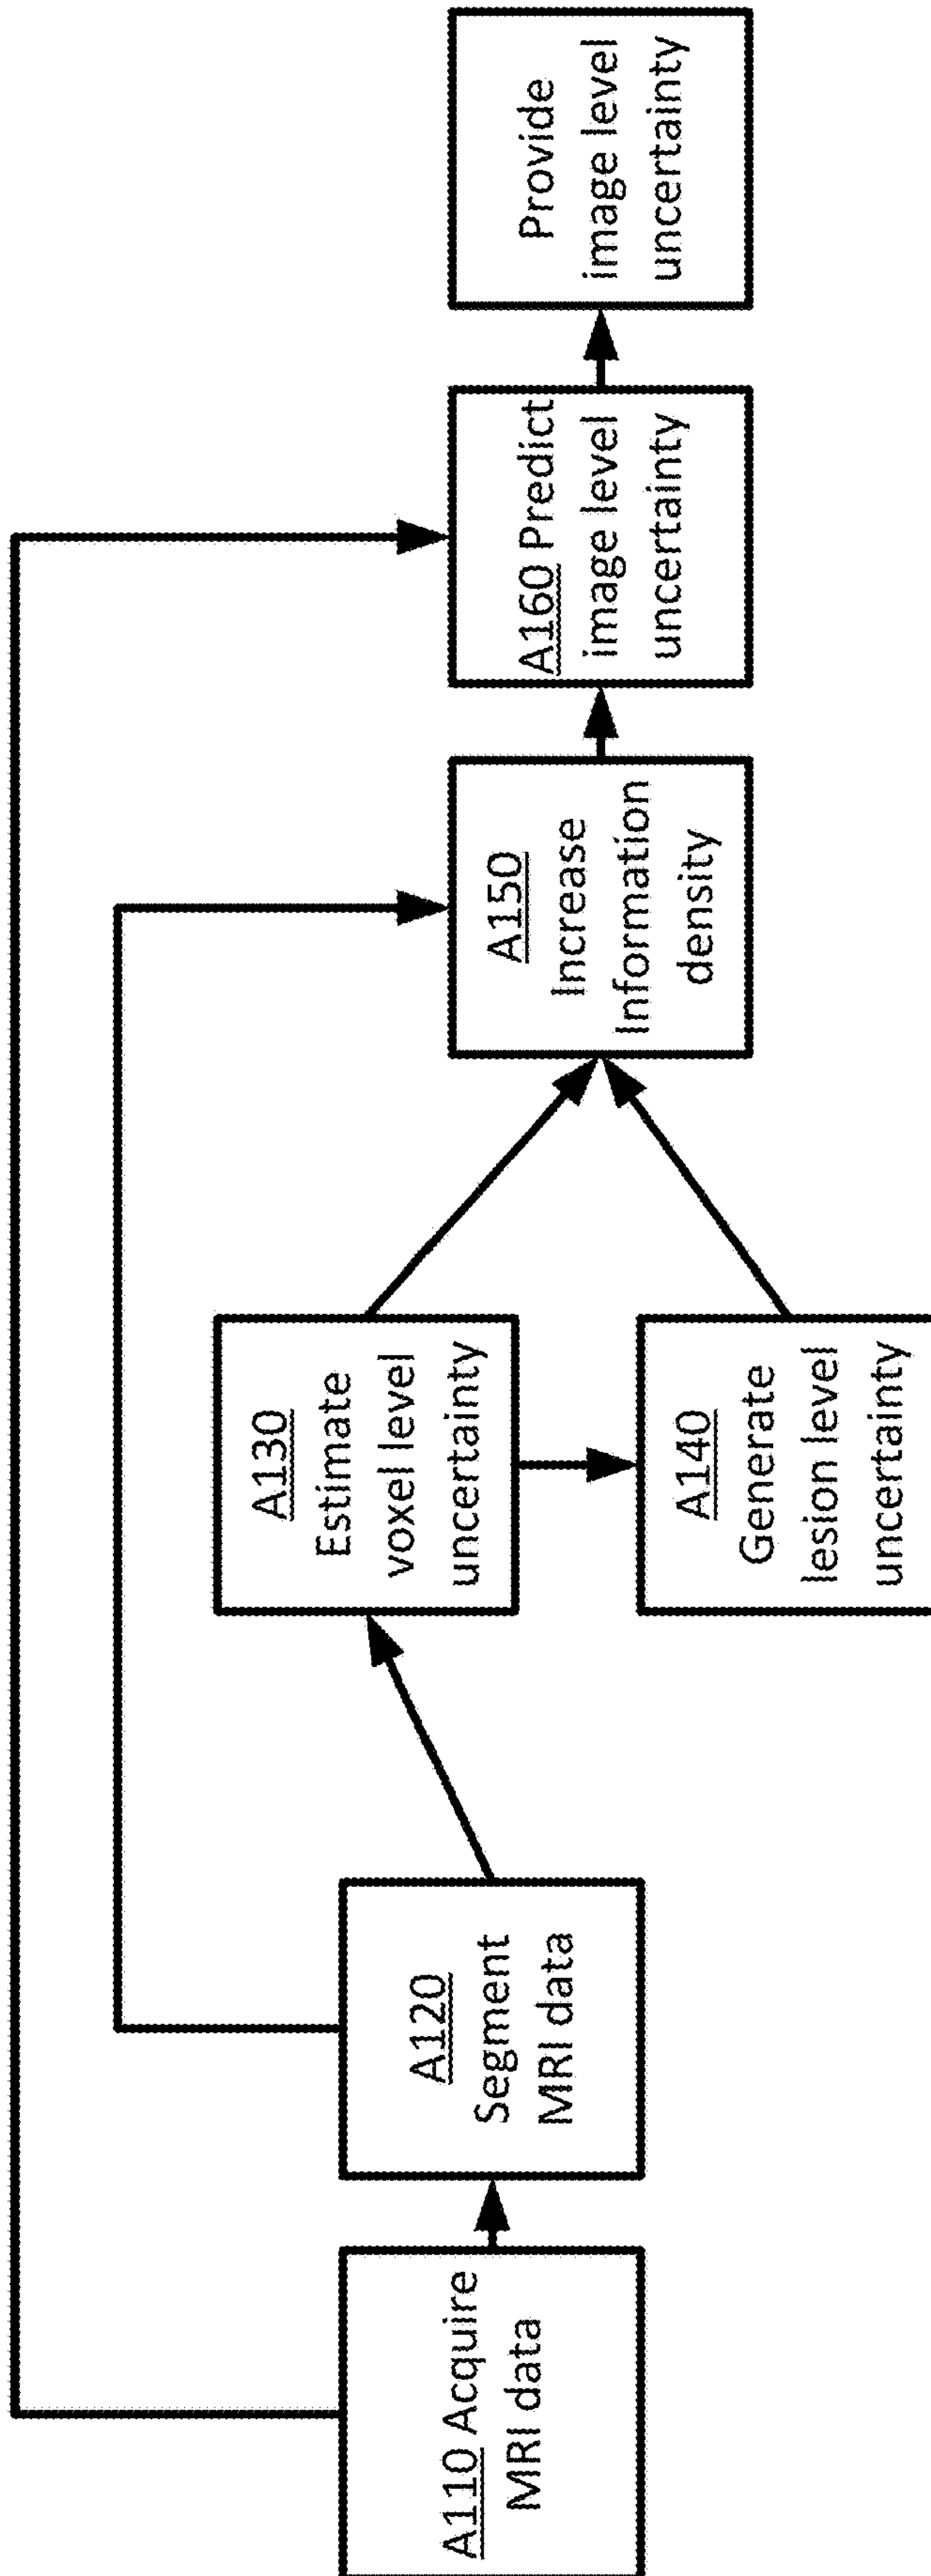 A110 Acquire
MRI data
A120
Segment
MRI data
A130
Estimate
voxel level
uncertainty
A140
Generate
lesion level
uncertainty
A150
Increase
Information
density
A160 Predict
image level
uncertainty
Provide
image level
uncertainty